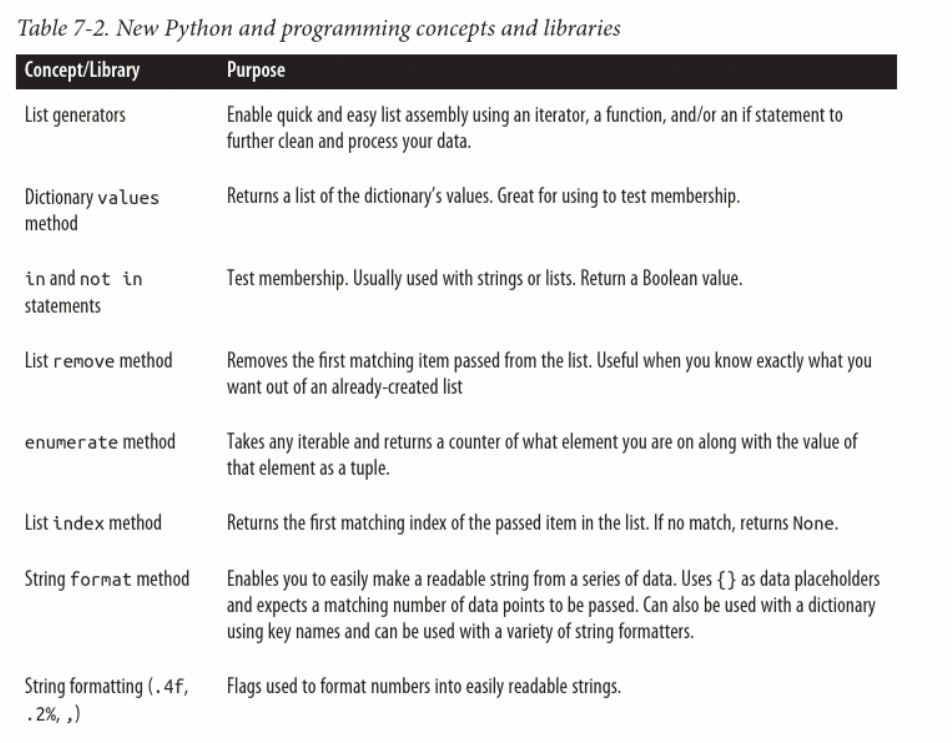 Table 7-2. New Python and programming concepts and libraries
Concept/Library Purpose
List generators Enable quick and easy list assembly using an iterator, a function, and/or an if statement to
further clean and process your data.
Dictionary values Returns a list of the dictionary’s values. Great for using to test membership.
method
in and not in Test membership. Usually used with strings or lists. Return a Boolean value.
statements
List remove method Removes the first matching item passed from the list. Useful when you know exactly what you
want out of an already-created list
enumerate method Takes any iterable and returns a counter of what element you are on along with the value of
that element as a tuple.
List index method Returns the first matching index of the passed item in the list. If no match, returns None.
String format method Enables you to easily make a readable string from a series of data. Uses {} as data placeholders
and expects a matching number of data points to be passed. Can also be used with a dictionary
using key names and can be used with a variety of string formatters.
String formatting (.4f, Flags used to format numbers into easily readable strings.
.2%, ,)